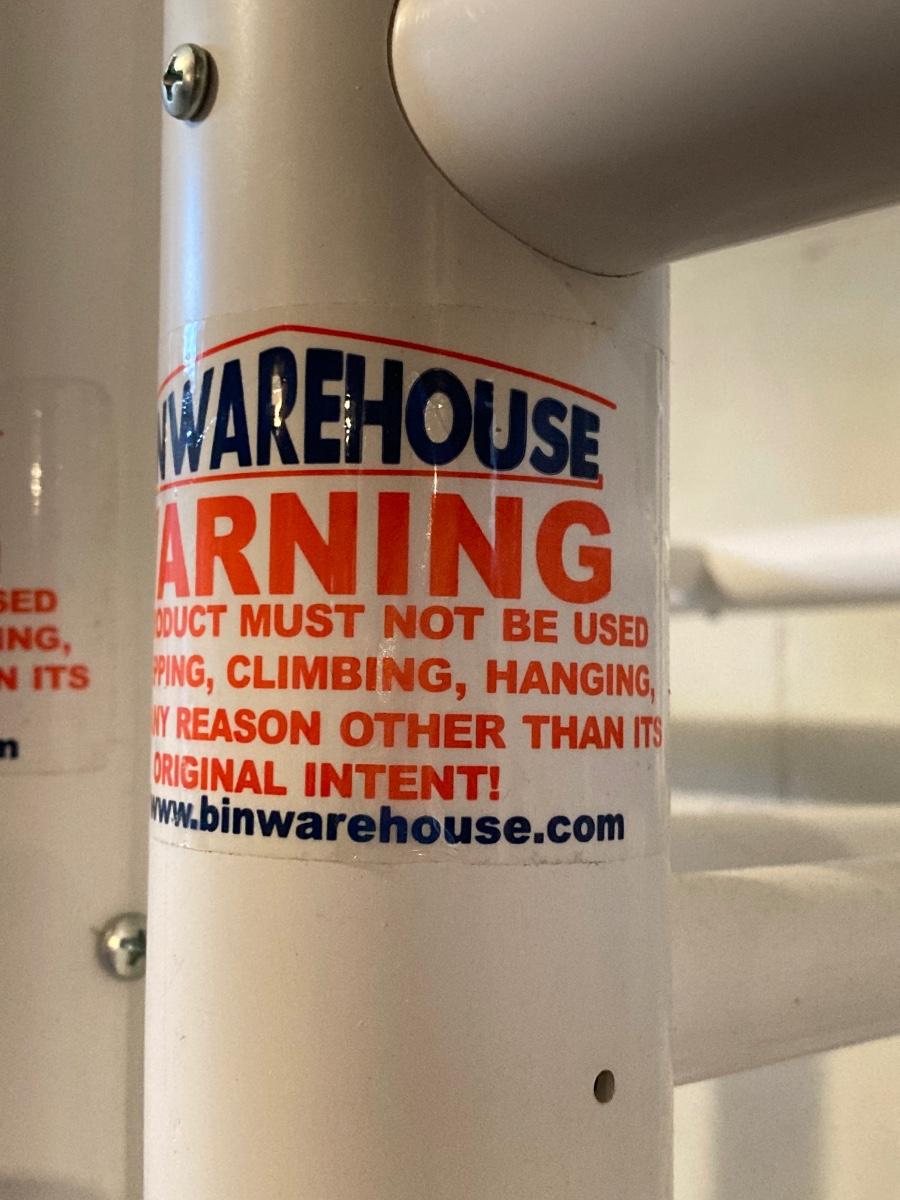 NWAREHOUSE
ARNING
ODUCT MUST NOT BE USED
PPING, CLIMBING, HANGING,
NY REASON OTHER THAN ITS
ORIGINAL INTENT!
www.binwarehouse.com
SED
ING,
N ITS
m